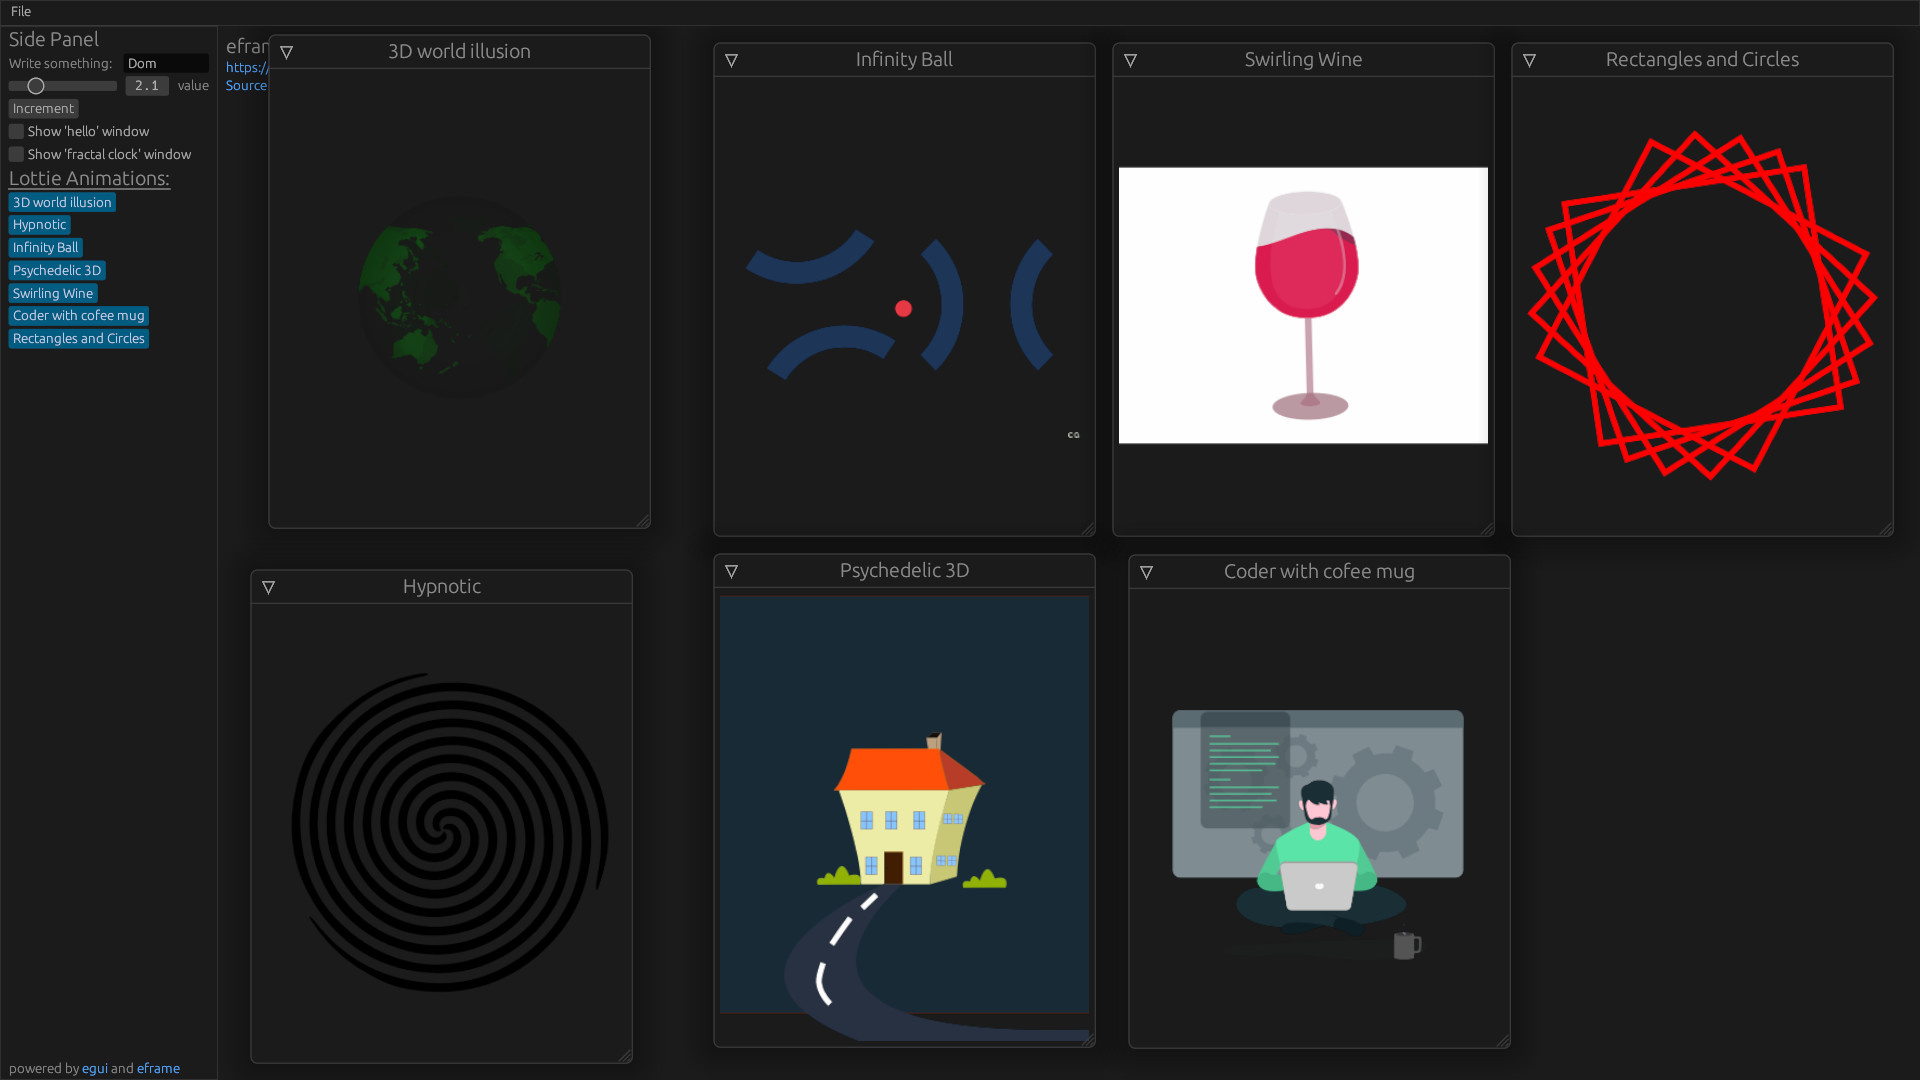 File
Side Panel
Write something: Dom
2.1 value
Increment
Show 'hello' window
Show 'fractal clock' window
Lottie Animations:
3D world illusion
Hypnotic
Infinity Ball
Psychedelic 3D
Swirling Wine
Coder with cofee mug
Rectangles and Circles
powered by egui and eframe
efra
https:/
Source
3D world illusion
Infinity Ball
CG
Swirling Wine
Rectangles and Circles
Hypnotic
Psychedelic 3D
Coder with cofee mug